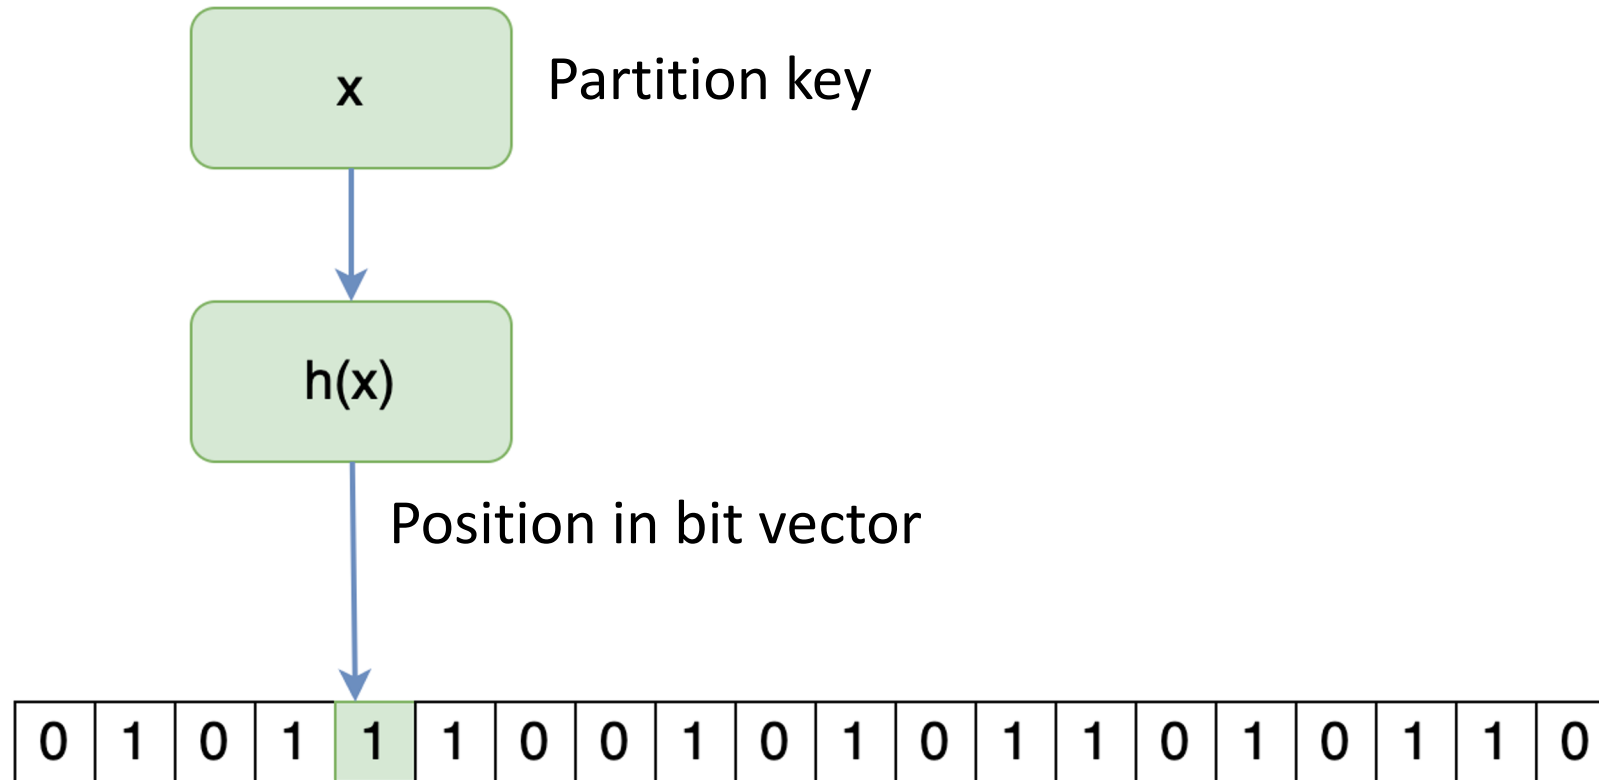 x
Partition key
h(x)
Position in bit vector
0 1 0 1 1 1 0 0 1 0 1 0 1 1 0 1 0 1 1 0